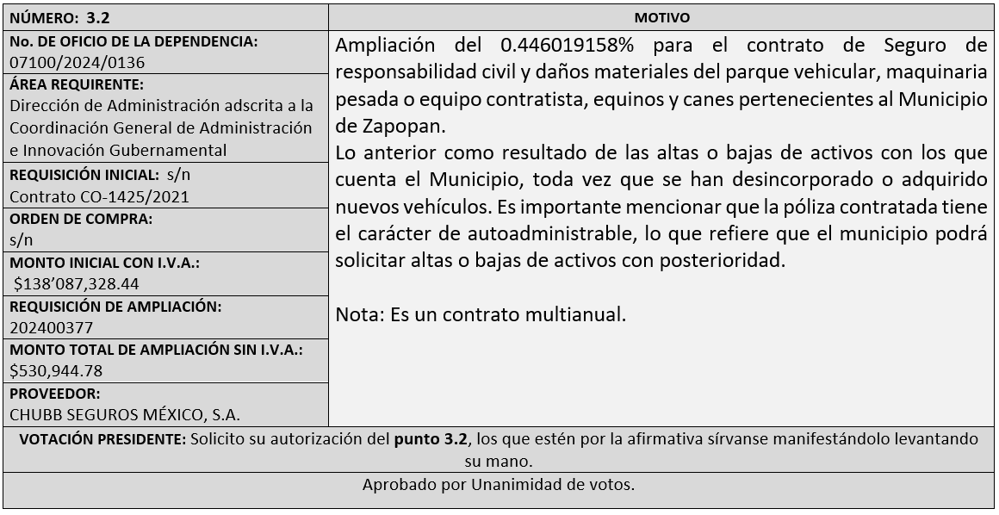 NÚMERO: 3.2
No. DE OFICIO DE LA DEPENDENCIA:
07100/2024/0136
ÁREA REQUIRENTE:
Dirección de Administración adscrita a la
Coordinación General de Administración
e Innovación Gubernamental
REQUISICIÓN INICIAL: s/n
Contrato CO-1425/2021
ORDEN DE COMPRA:
s/n
MONTO INICIAL CON I.V.A.:
$138’087,328.44
REQUISICIÓN DE AMPLIACIÓN:
202400377
MONTO TOTAL DE AMPLIACIÓN SIN I.V.A.:
$530,944.78
PROVEEDOR:
CHUBB SEGUROS MÉXICO, S.A.
MOTIVO
Ampliación del 0.446019158% para el contrato de Seguro de
responsabilidad civil y daños materiales del parque vehicular, maquinaria
pesada o equipo contratista, equinos y canes pertenecientes al Municipio
de Zapopan.
Lo anterior como resultado de las altas o bajas de activos con los que
cuenta el Municipio, toda vez que se han desincorporado o adquirido
nuevos vehículos. Es importante mencionar que la póliza contratada tiene
el carácter de autoadministrable, lo que refiere que el municipio podrá
solicitar altas o bajas de activos con posterioridad.
Nota: Es un contrato multianual.
VOTACIÓN PRESIDENTE: Solicito su autorización del punto 3.2, los que estén por la afirmativa sírvanse manifestándolo levantando
su mano.
Aprobado por Unanimidad de votos.